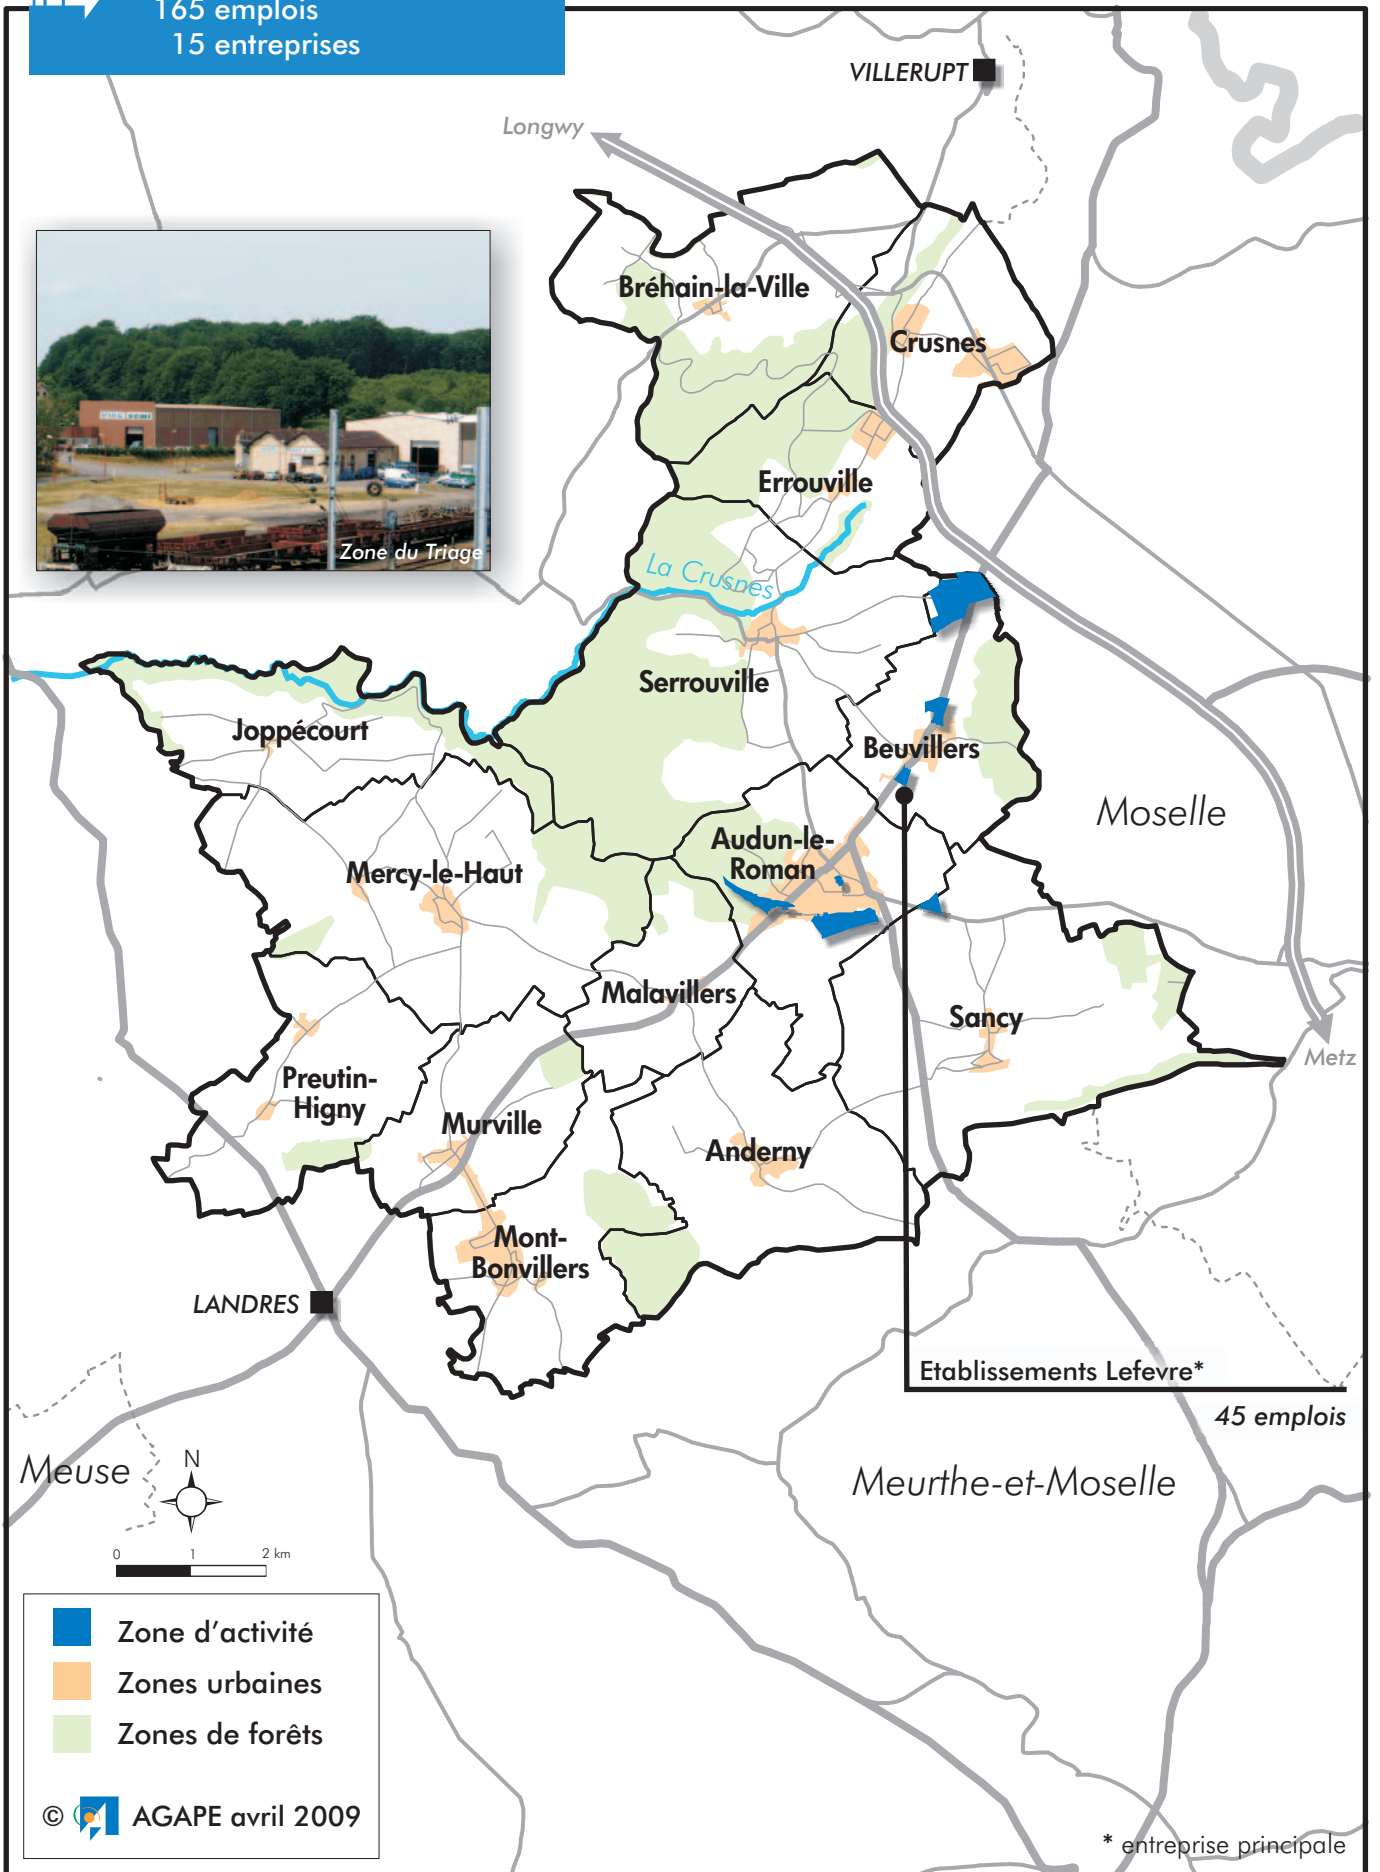 165 emplois
15 entreprises
VILLERUPT
Longwy
Bréhain-la-Ville
Crusnes
Errouville
Zone du Triage
La Crusnes
Serrouville
Joppécourt
Beuvillers
Moselle
Audun-le-
Roman
Mercy-le-Haut
Malavillers
Sancy
Metz
Preutin-
Higny
Murville
Anderny
Mont-
Bonvillers
LANDRES
Etablissements Lefevre*
45 emplois
Meuse
N
Meurthe-et-Moselle
0 1 2 km
Zone d'activité
Zones urbaines
Zones de forêts
© AGAPE avril 2009
* entreprise principale